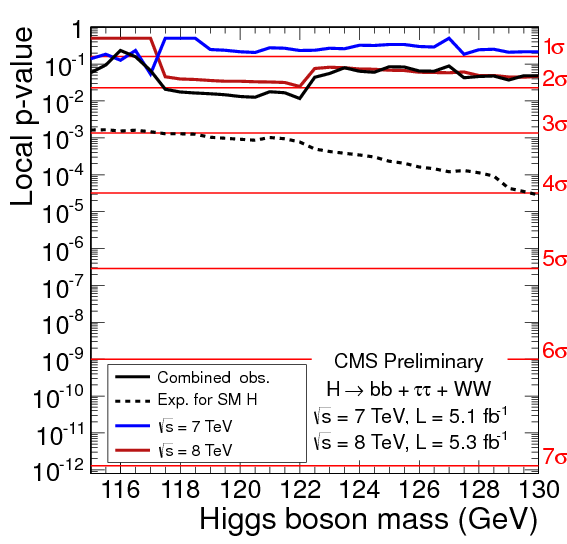 Local p-value
1
10⁻¹
10⁻²
10⁻³
10⁻⁴
10⁻⁵
10⁻⁶
10⁻⁷
10⁻⁸
10⁻⁹
10⁻¹⁰
10⁻¹¹
10⁻¹²
1σ
2σ
3σ
4σ
5σ
6σ
7σ
Combined obs.
Exp. for SM H
√s = 7 TeV
√s = 8 TeV
CMS Preliminary
H → bb + ττ + WW
√s = 7 TeV, L = 5.1 fb⁻¹
√s = 8 TeV, L = 5.3 fb⁻¹
116 118 120 122 124 126 128 130
Higgs boson mass (GeV)